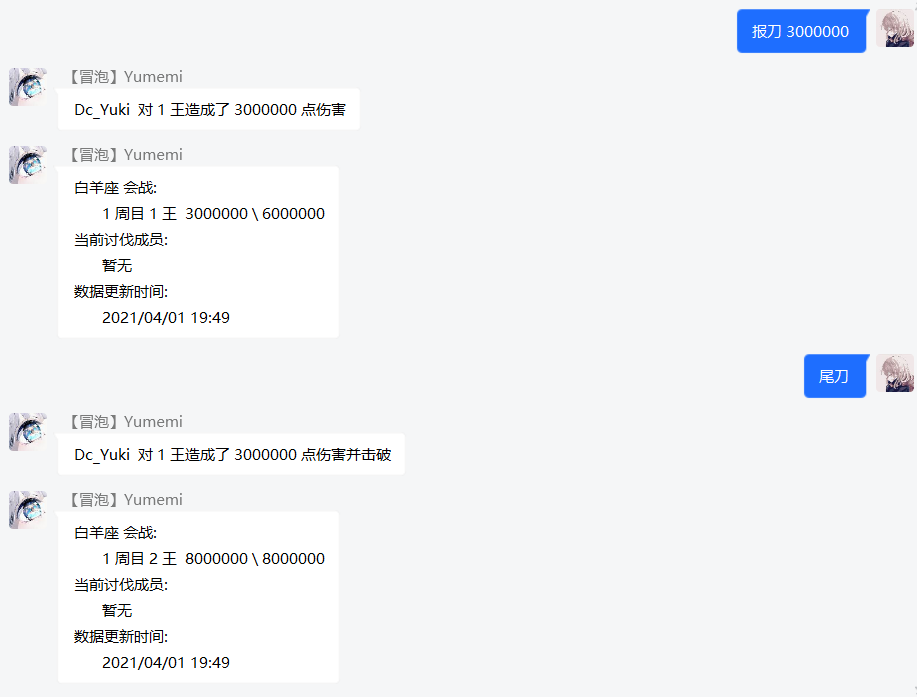 报刀 3000000
【冒泡】Yumemi
Dc_Yuki 对 1 王造成了 3000000 点伤害
【冒泡】Yumemi
白羊座 会战:
1 周目 1 王 3000000 \ 6000000
当前讨伐成员:
暂无
数据更新时间:
2021/04/01 19:49
尾刀
【冒泡】Yumemi
Dc_Yuki 对 1 王造成了 3000000 点伤害并击破
【冒泡】Yumemi
白羊座 会战:
1 周目 2 王 8000000 \ 8000000
当前讨伐成员:
暂无
数据更新时间:
2021/04/01 19:49